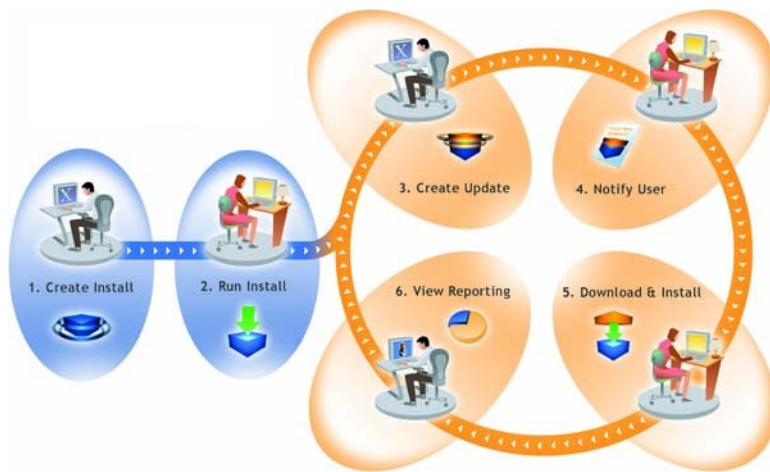 1. Create Install
2. Run Install
3. Create Update
4. Notify User
5. Download & Install
6. View Reporting
X
X